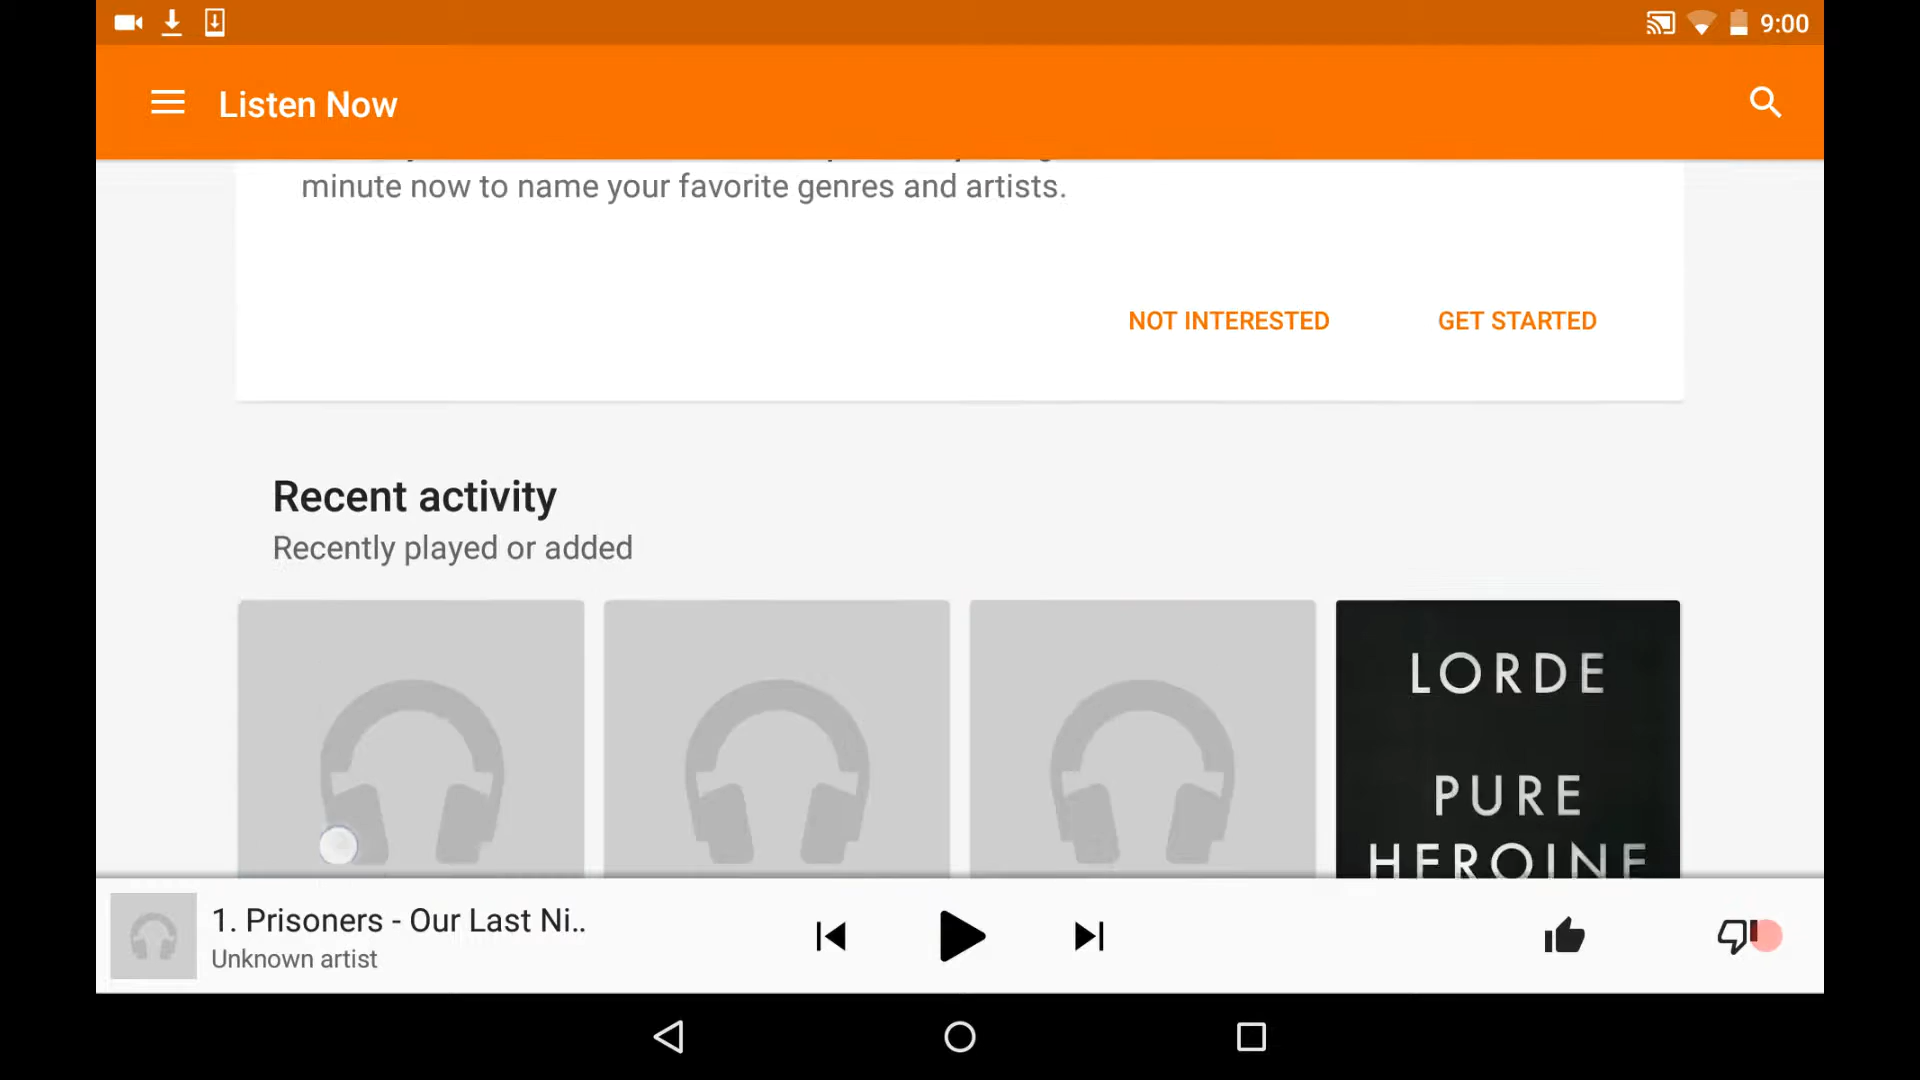 9:00
Listen Now
minute now to name your favorite genres and artists.
NOT INTERESTED GET STARTED
Recent activity
Recently played or added
LORDE
PURE
HEROINE
1. Prisoners - Our Last Ni..
Unknown artist